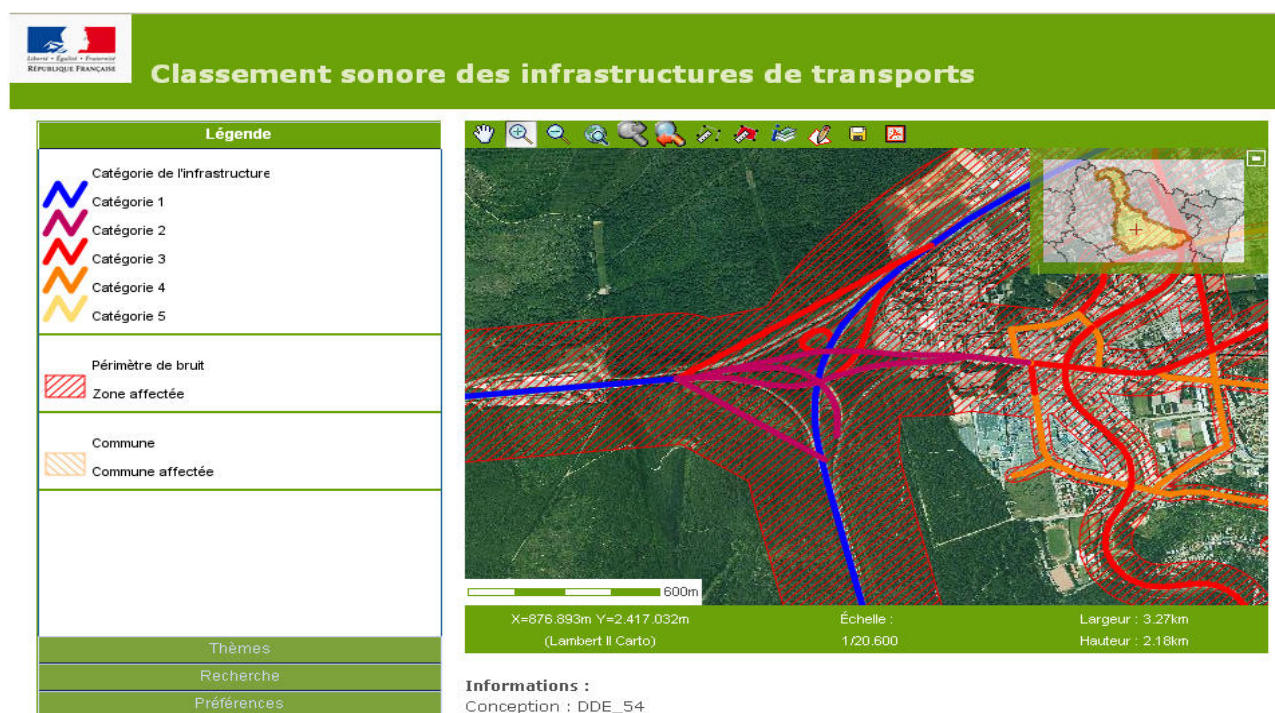 Liberté • Égalité • Fraternité
RÉPUBLIQUE FRANÇAISE
Classement sonore des infrastructures de transports
Légende
Catégorie de l'infrastructure
Catégorie 1
Catégorie 2
Catégorie 3
Catégorie 4
Catégorie 5
Périmètre de bruit
Zone affectée
Commune
Commune affectée
Thèmes
Recherche
Préférences
600m
X=876.893m Y=2.417.032m
(Lambert II Carto)
Échelle :
1/20.600
Largeur : 3.27km
Hauteur : 2.18km
Informations :
Conception : DDE_54